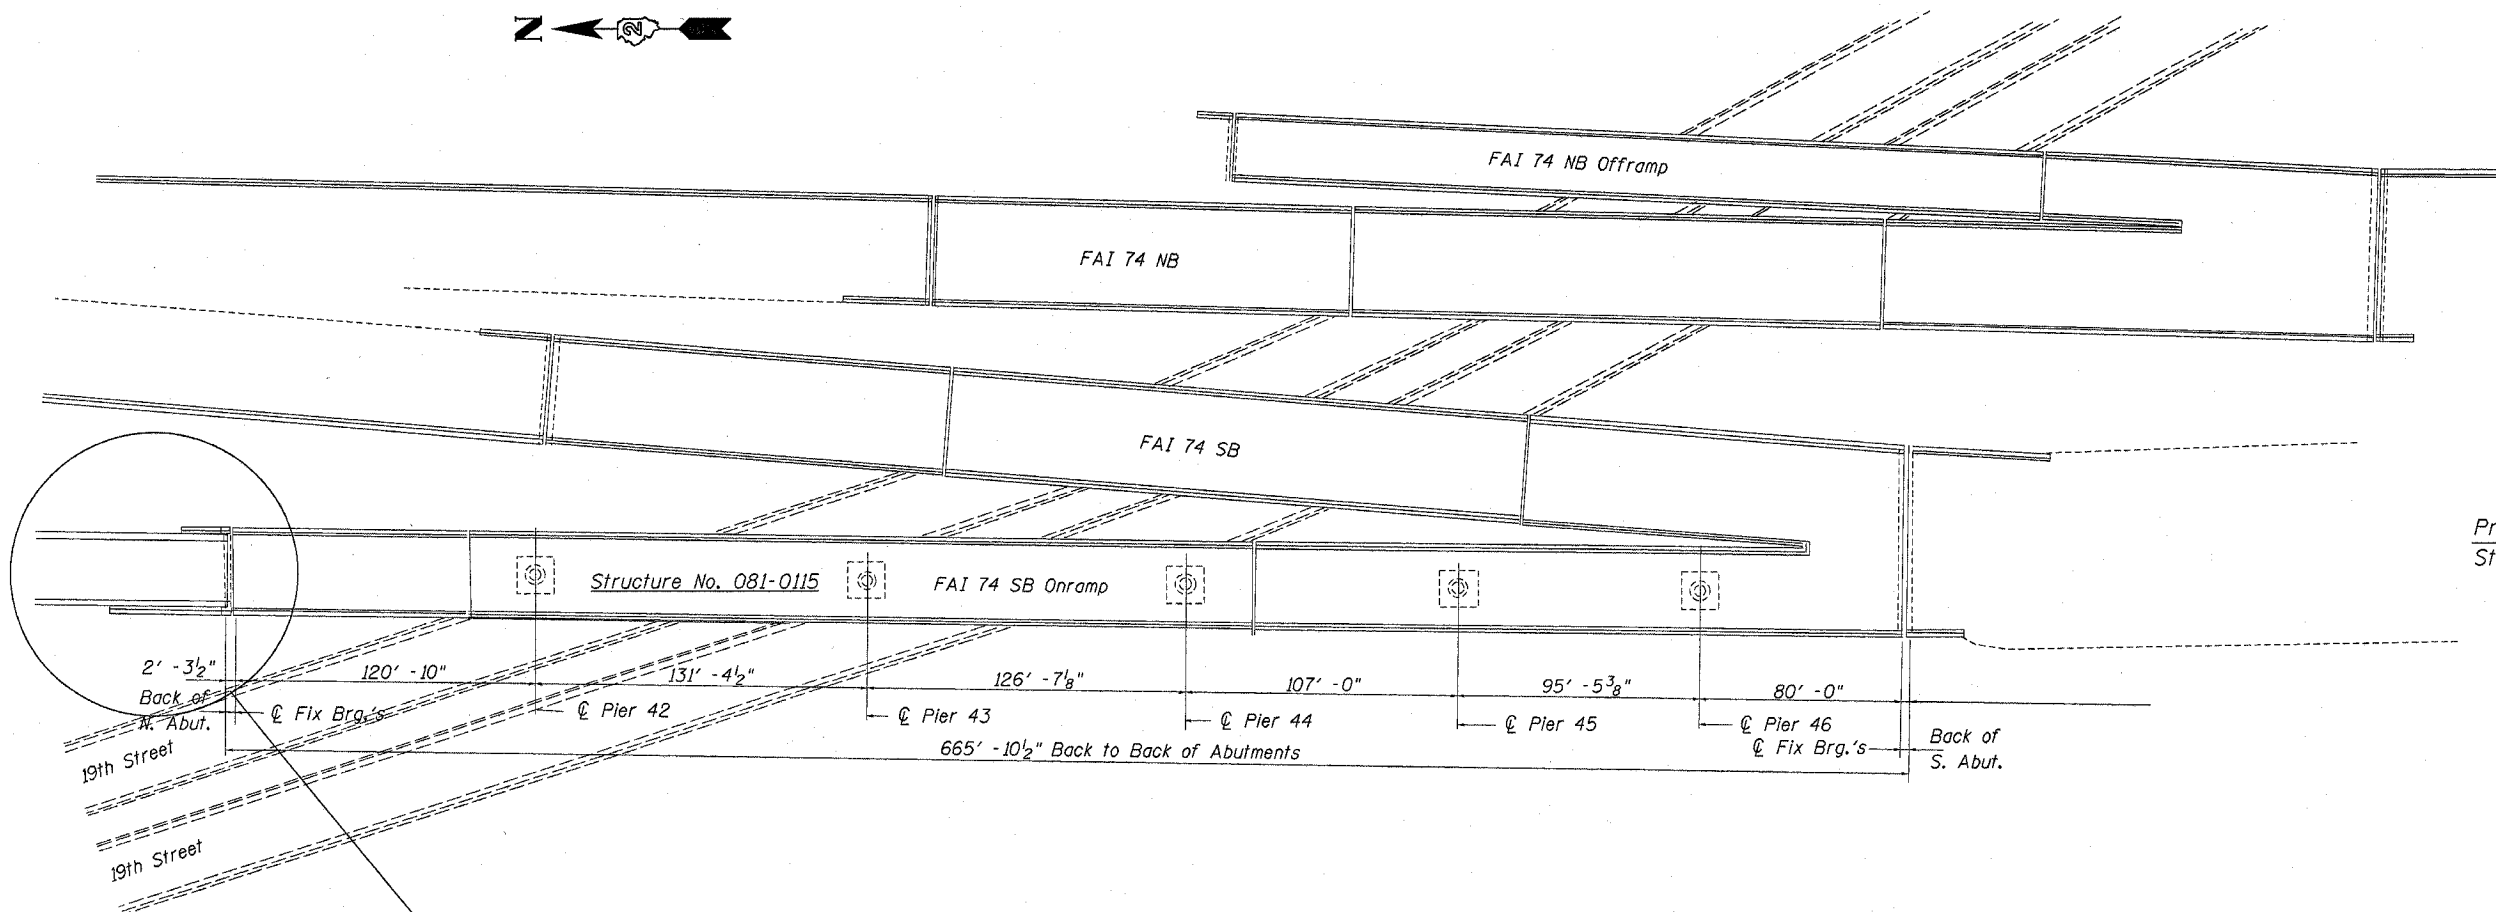 N
2
FAI 74 NB Offramp
FAI 74 NB
FAI 74 SB
Pr
St
Structure No. 081-0115
FAI 74 SB Onramp
2' -3½"
120' -10"
131' -4½"
126' -7⅛"
107' -0"
95' -5⅜"
80' -0"
Back of
N. Abut.
℄ Fix Brg.'s
℄ Pier 42
℄ Pier 43
℄ Pier 44
℄ Pier 45
℄ Pier 46
℄ Fix Brg.'s
Back of
S. Abut.
665' -10½" Back to Back of Abutments
19th Street
19th Street